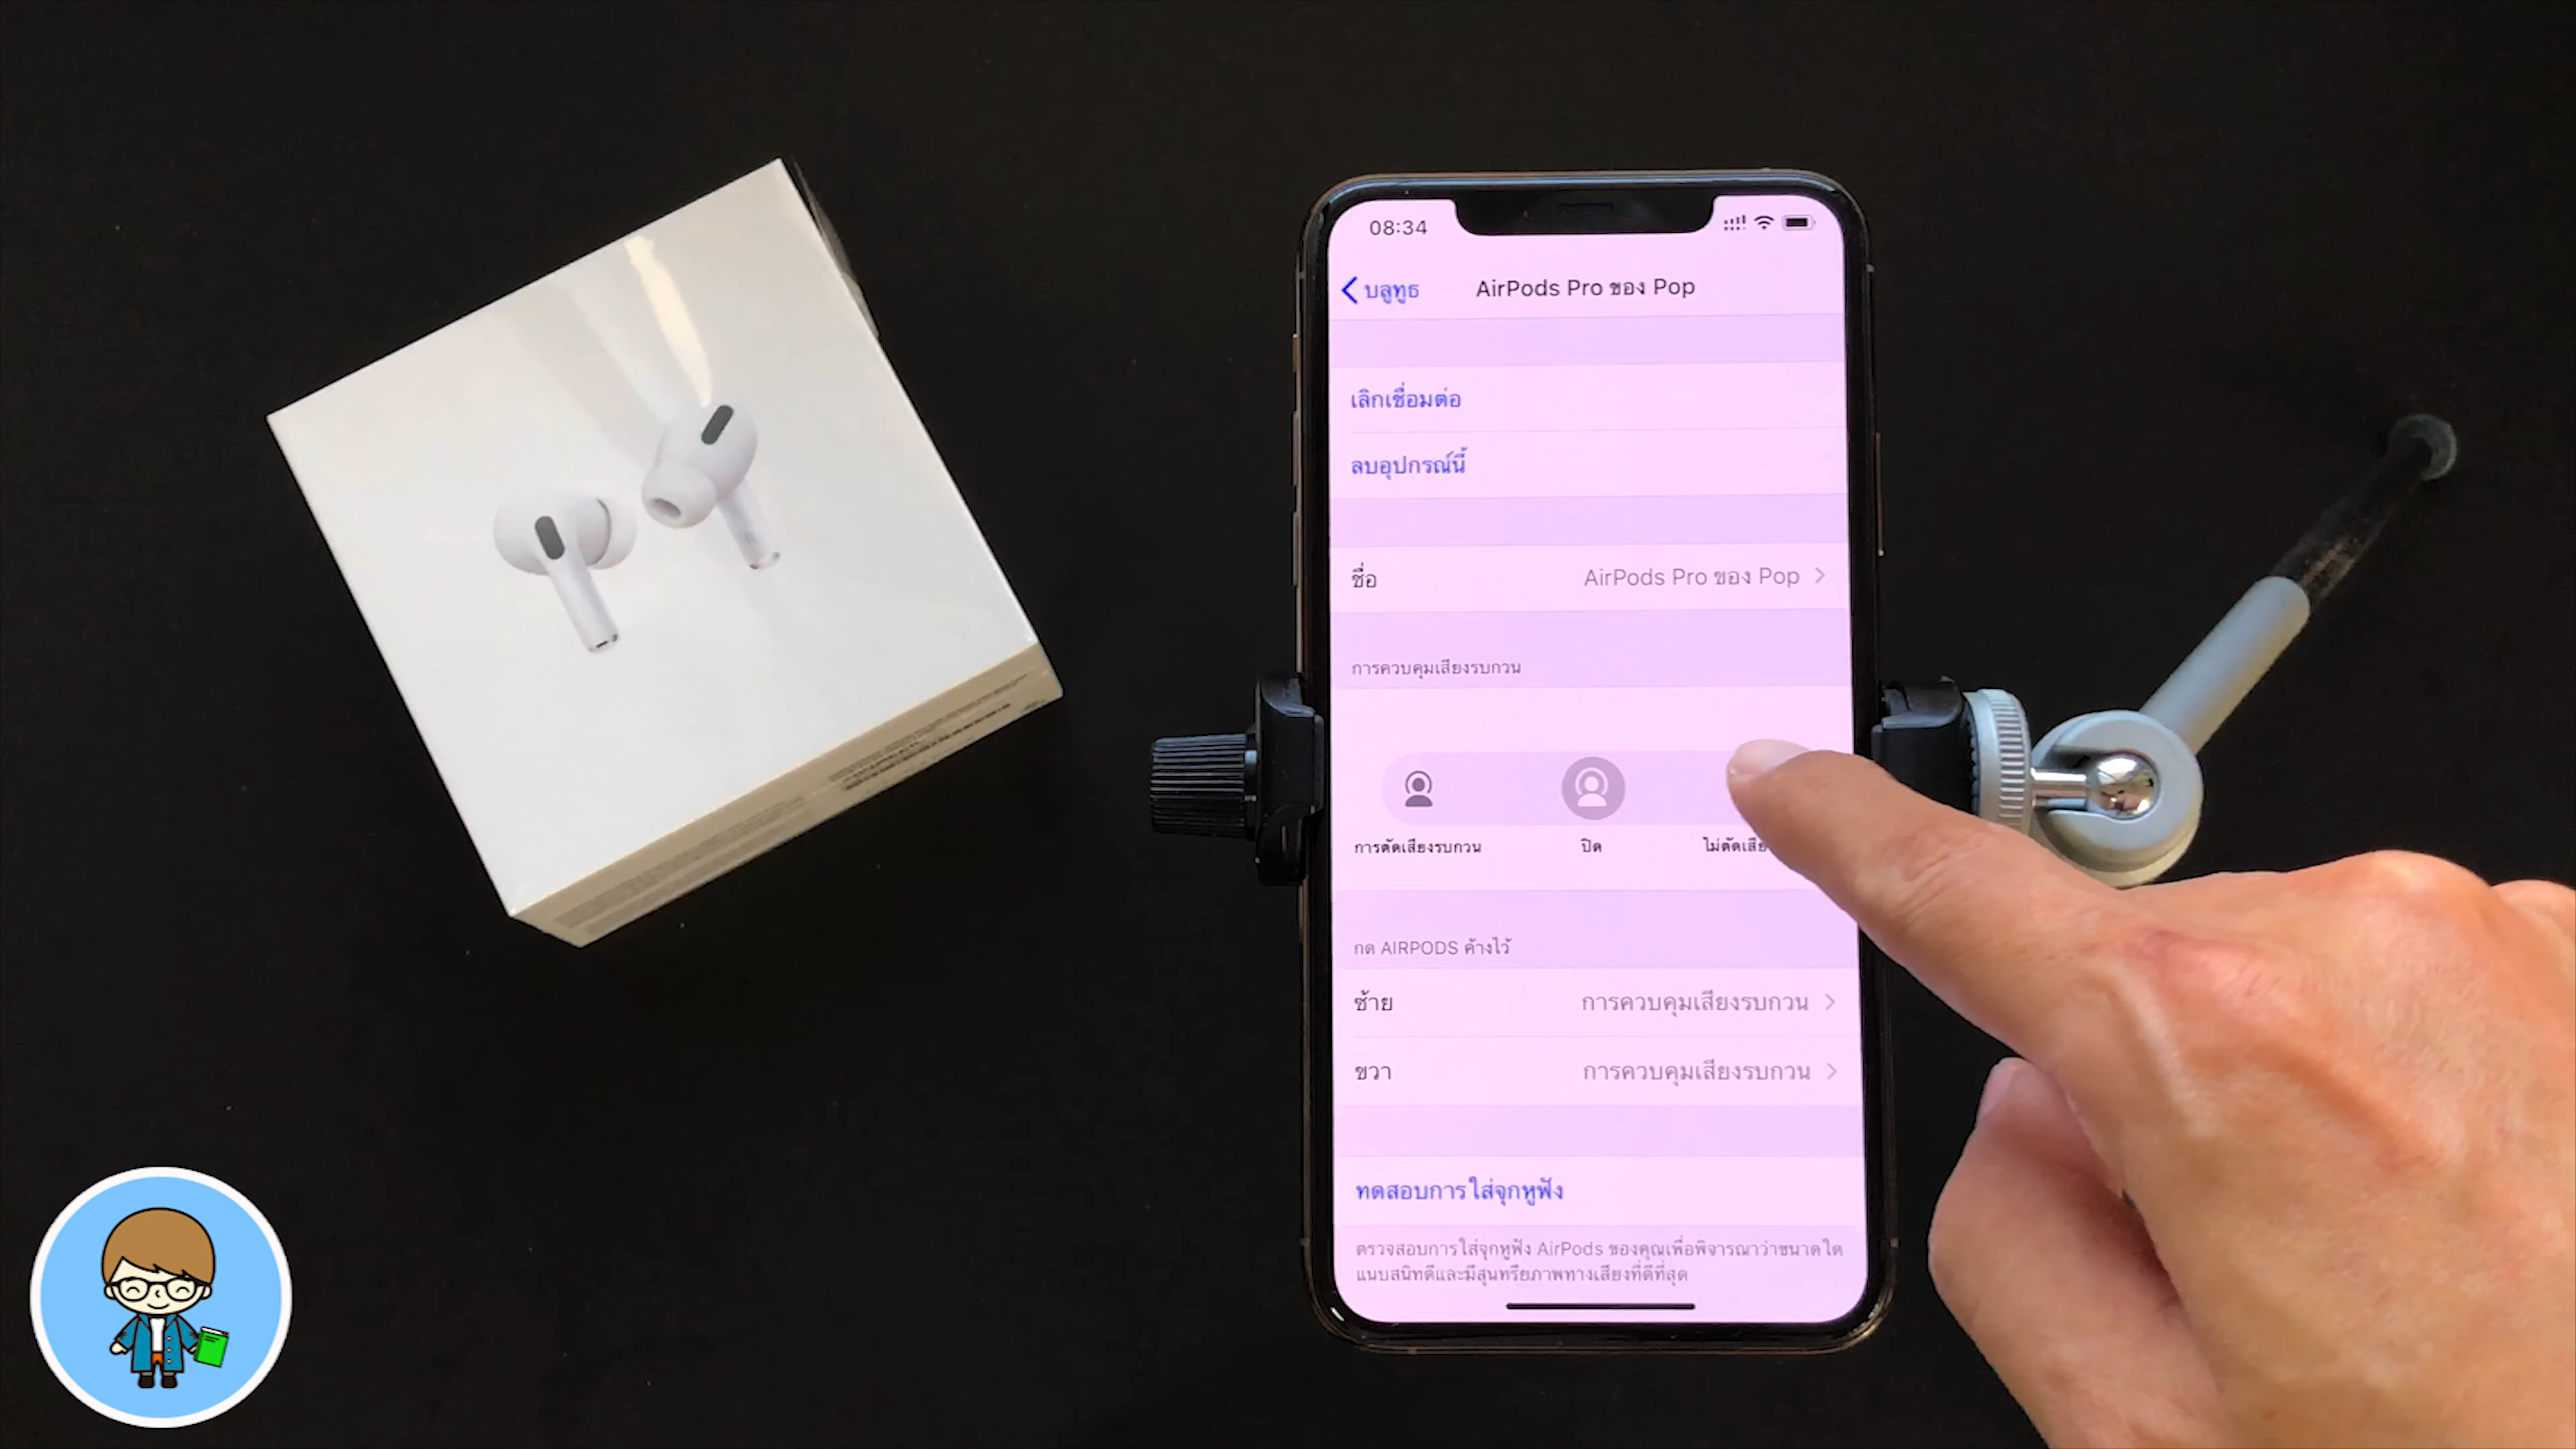 08:34
บลูทูธ
AirPods Pro ของ Pop
เลิกเชื่อมต่อ
ลบอุปกรณ์นี้
ชื่อ AirPods Pro ของ Pop
การควบคุมเสียงรบกวน
การตัดเสียงรบกวน ปิด ไม่ตัดเสีย
กด AIRPODS ค้างไว้
ซ้าย การควบคุมเสียงรบกวน
ขวา การควบคุมเสียงรบกวน
ทดสอบการใส่จุกหูฟัง
ตรวจสอบการใส่จุกหูฟัง AirPods ของคุณเพื่อพิจารณาว่าขนาดใด
แนบสนิทดีและมีสุนทรียภาพทางเสียงที่ดีที่สุด